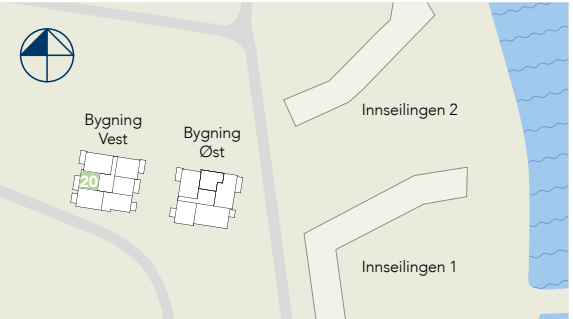 Innseilingen 2
Bygning
Vest
Bygning
Øst
20
Innseilingen 1